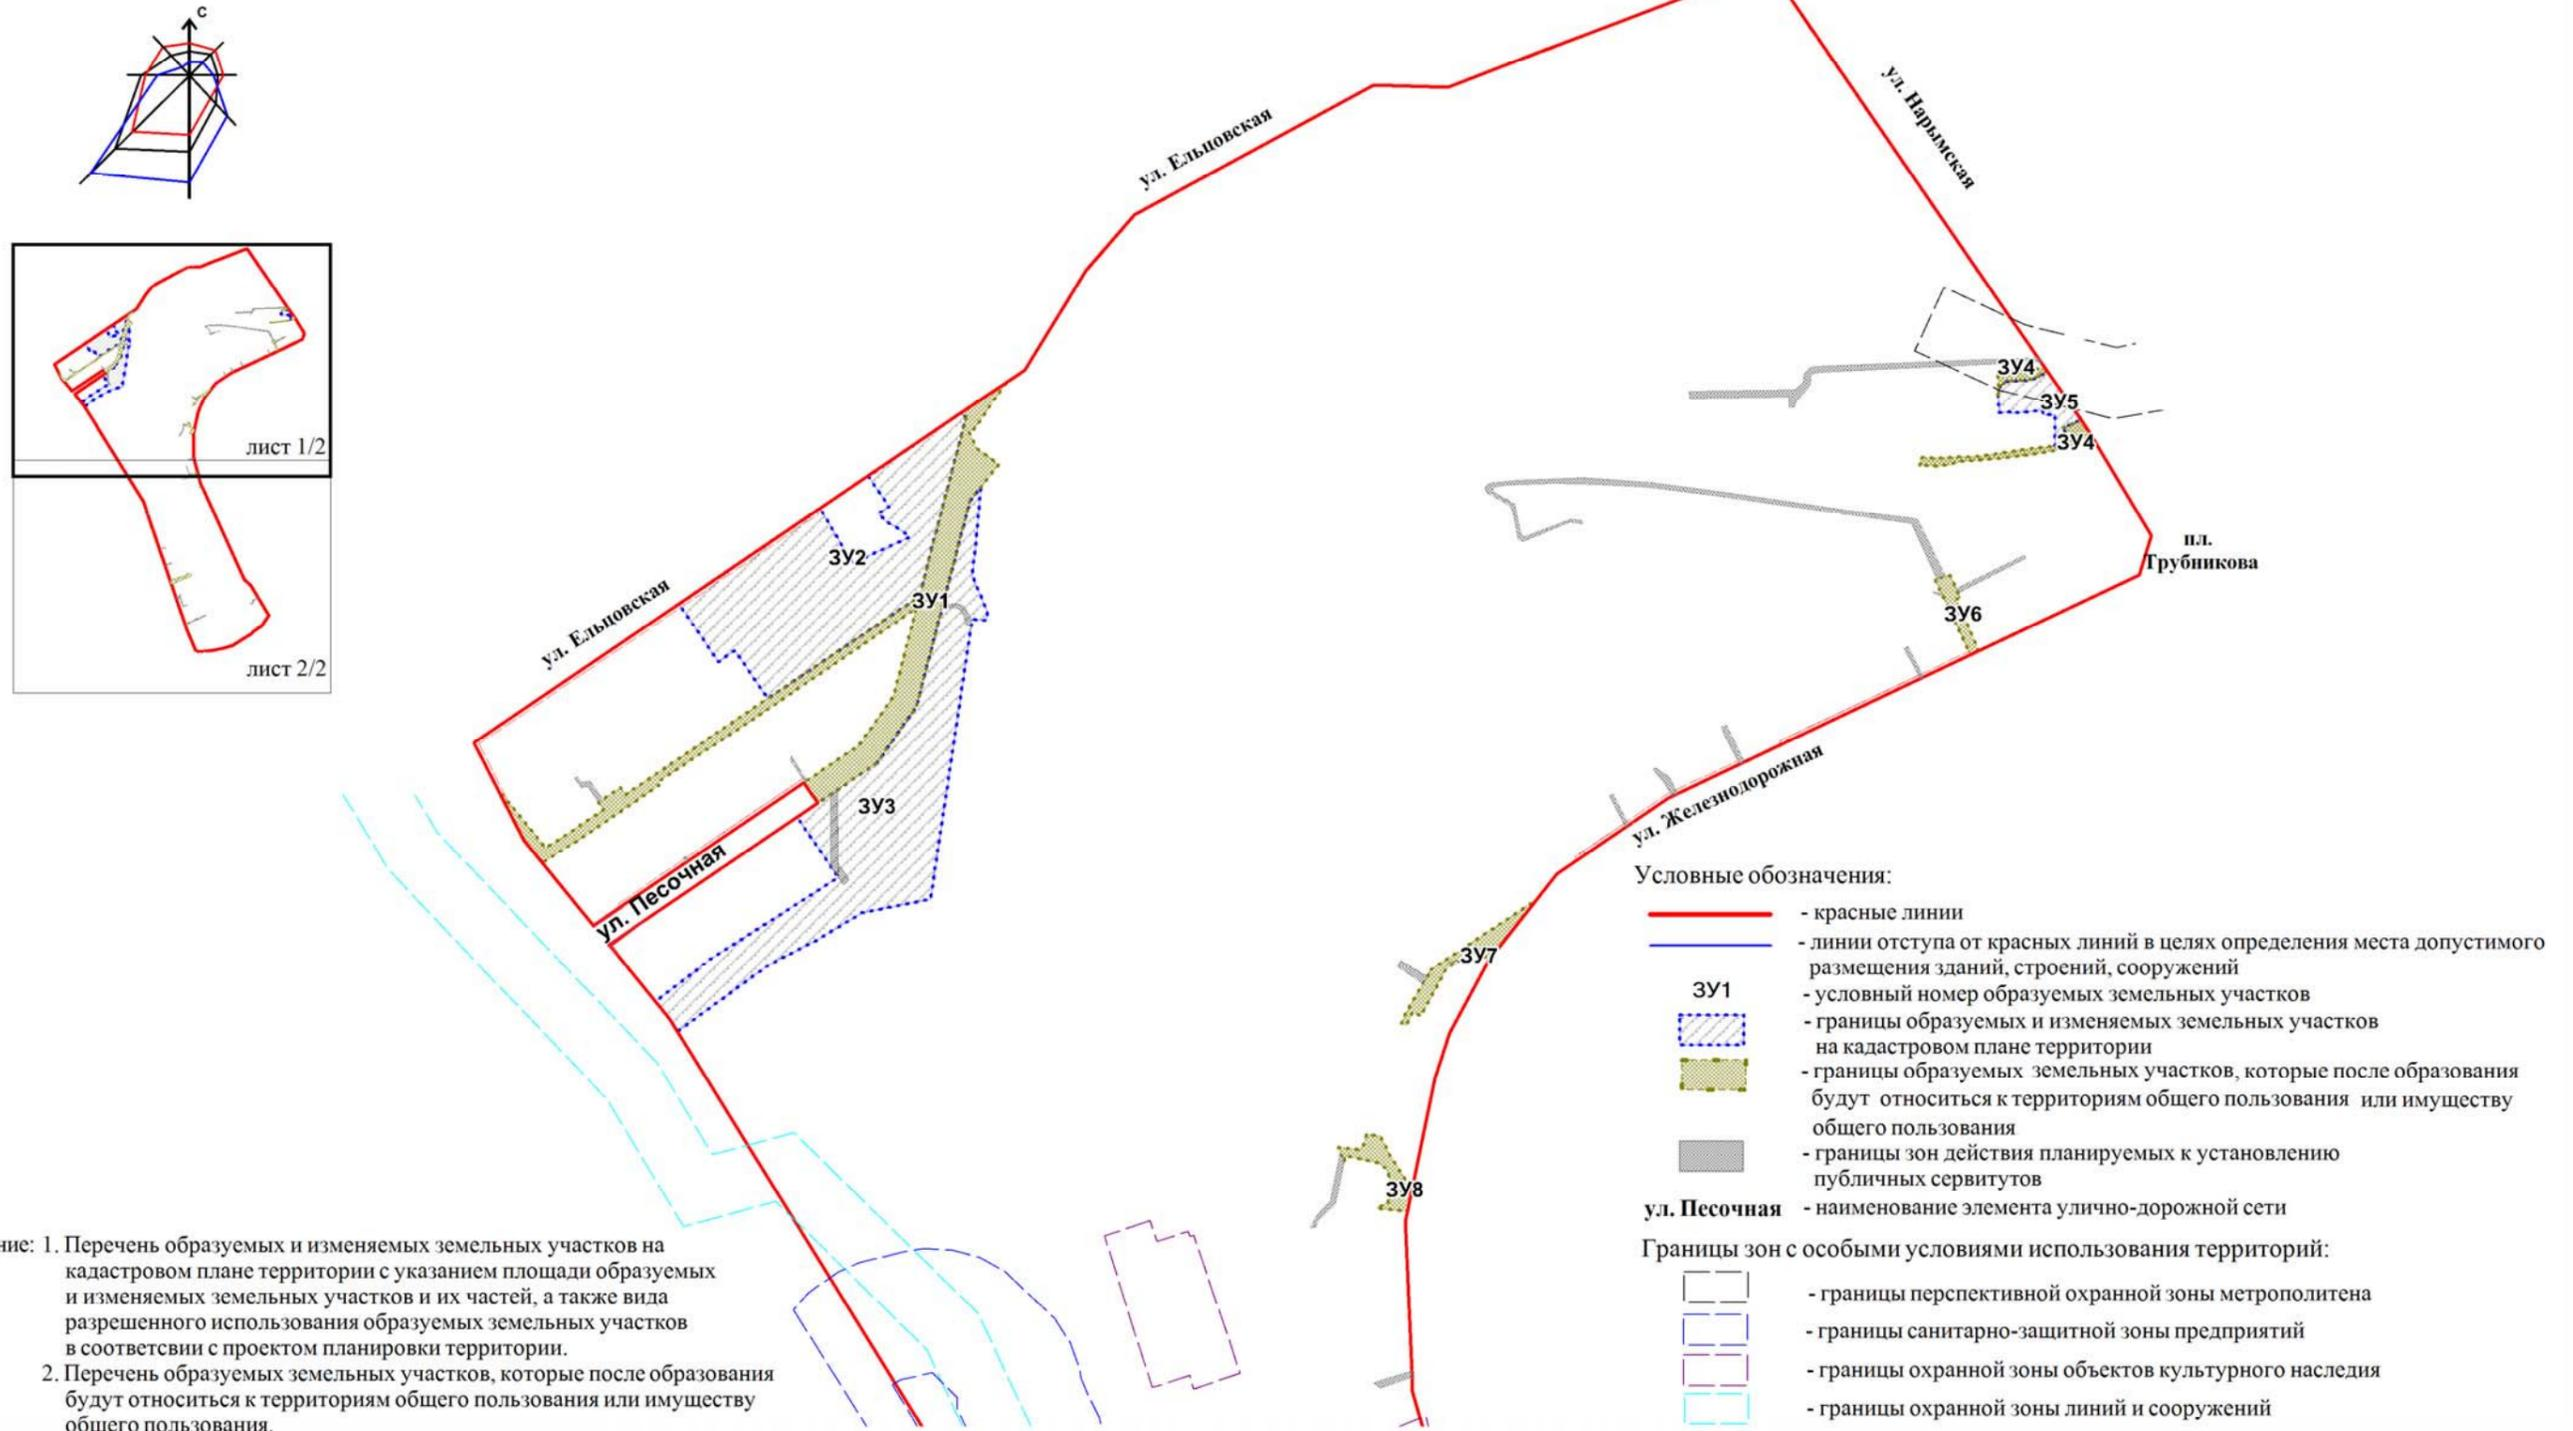 С
ул. Ельцовская
ул. Нарымская
лист 1/2
лист 2/2
ЗУ4
ЗУ5
ЗУ4
пл.
Трубникова
ЗУ2
ЗУ1
ул. Ельцовская
ЗУ6
ул. Железнодорожная
ЗУ3
ул. Песочная
ЗУ7
ЗУ8
Условные обозначения:
- красные линии
- линии отступа от красных линий в целях определения места допустимого
размещения зданий, строений, сооружений
ЗУ1 - условный номер образуемых земельных участков
- границы образуемых и изменяемых земельных участков
на кадастровом плане территории
- границы образуемых земельных участков, которые после образования
будут относиться к территориям общего пользования или имуществу
общего пользования
- границы зон действия планируемых к установлению
публичных сервитутов
ул. Песочная - наименование элемента улично-дорожной сети
Границы зон с особыми условиями использования территорий:
- границы перспективной охранной зоны метрополитена
- границы санитарно-защитной зоны предприятий
- границы охранной зоны объектов культурного наследия
- границы охранной зоны линий и сооружений
ние: 1. Перечень образуемых и изменяемых земельных участков на
кадастровом плане территории с указанием площади образуемых
и изменяемых земельных участков и их частей, а также вида
разрешенного использования образуемых земельных участков
в соответсвии с проектом планировки территории.
2. Перечень образуемых земельных участков, которые после образования
будут относиться к территориям общего пользования или имуществу
общего пользования.